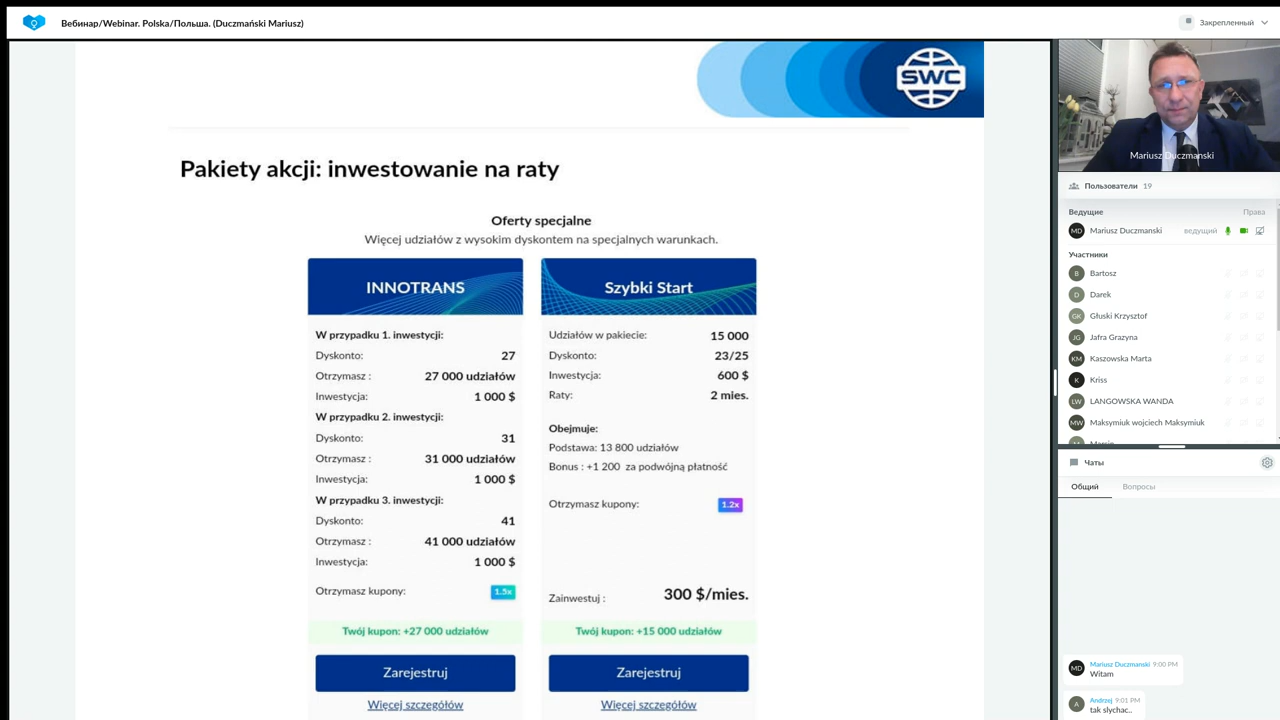 Вебинар/Webinar. Polska/Польша. (Duczmański Mariusz)
Закрепленный
SWC
Pakiety akcji: inwestowanie na raty
Oferty specjalne
Więcej udziałów z wysokim dyskontem na specjalnych warunkach.
INNOTRANS
W przypadku 1. inwestycji:
Dyskonto: 27
Otrzymasz : 27 000 udziałów
Inwestycja: 1 000 $
W przypadku 2. inwestycji:
Dyskonto: 31
Otrzymasz : 31 000 udziałów
Inwestycja: 1 000 $
W przypadku 3. inwestycji:
Dyskonto: 41
Otrzymasz : 41 000 udziałów
Inwestycja: 1 000 $
Otrzymasz kupony: 1.5x
Twój kupon: +27 000 udziałów
Zarejestruj
Więcej szczegółów
Szybki Start
Udziałów w pakiecie: 15 000
Dyskonto: 23/25
Inwestycja: 600 $
Raty: 2 mies.
Obejmuje:
Podstawa: 13 800 udziałów
Bonus : +1 200 za podwójną płatność
Otrzymasz kupony: 1.2x
Zainwestuj : 300 $/mies.
Twój kupon: +15 000 udziałów
Zarejestruj
Więcej szczegółów
Mariusz Duczmanski
Пользователи 19
Ведущие Права
MD Mariusz Duczmanski ведущий
Участники
B Bartosz
D Darek
GK Głuski Krzysztof
JG Jafra Grazyna
KM Kaszowska Marta
K Kriss
LW LANGOWSKA WANDA
MW Maksymiuk wojciech Maksymiuk
Чаты
Общий Вопросы
MD Mariusz Duczmanski 9:00 PM
Witam
A Andrzej 9:01 PM
tak slychac..